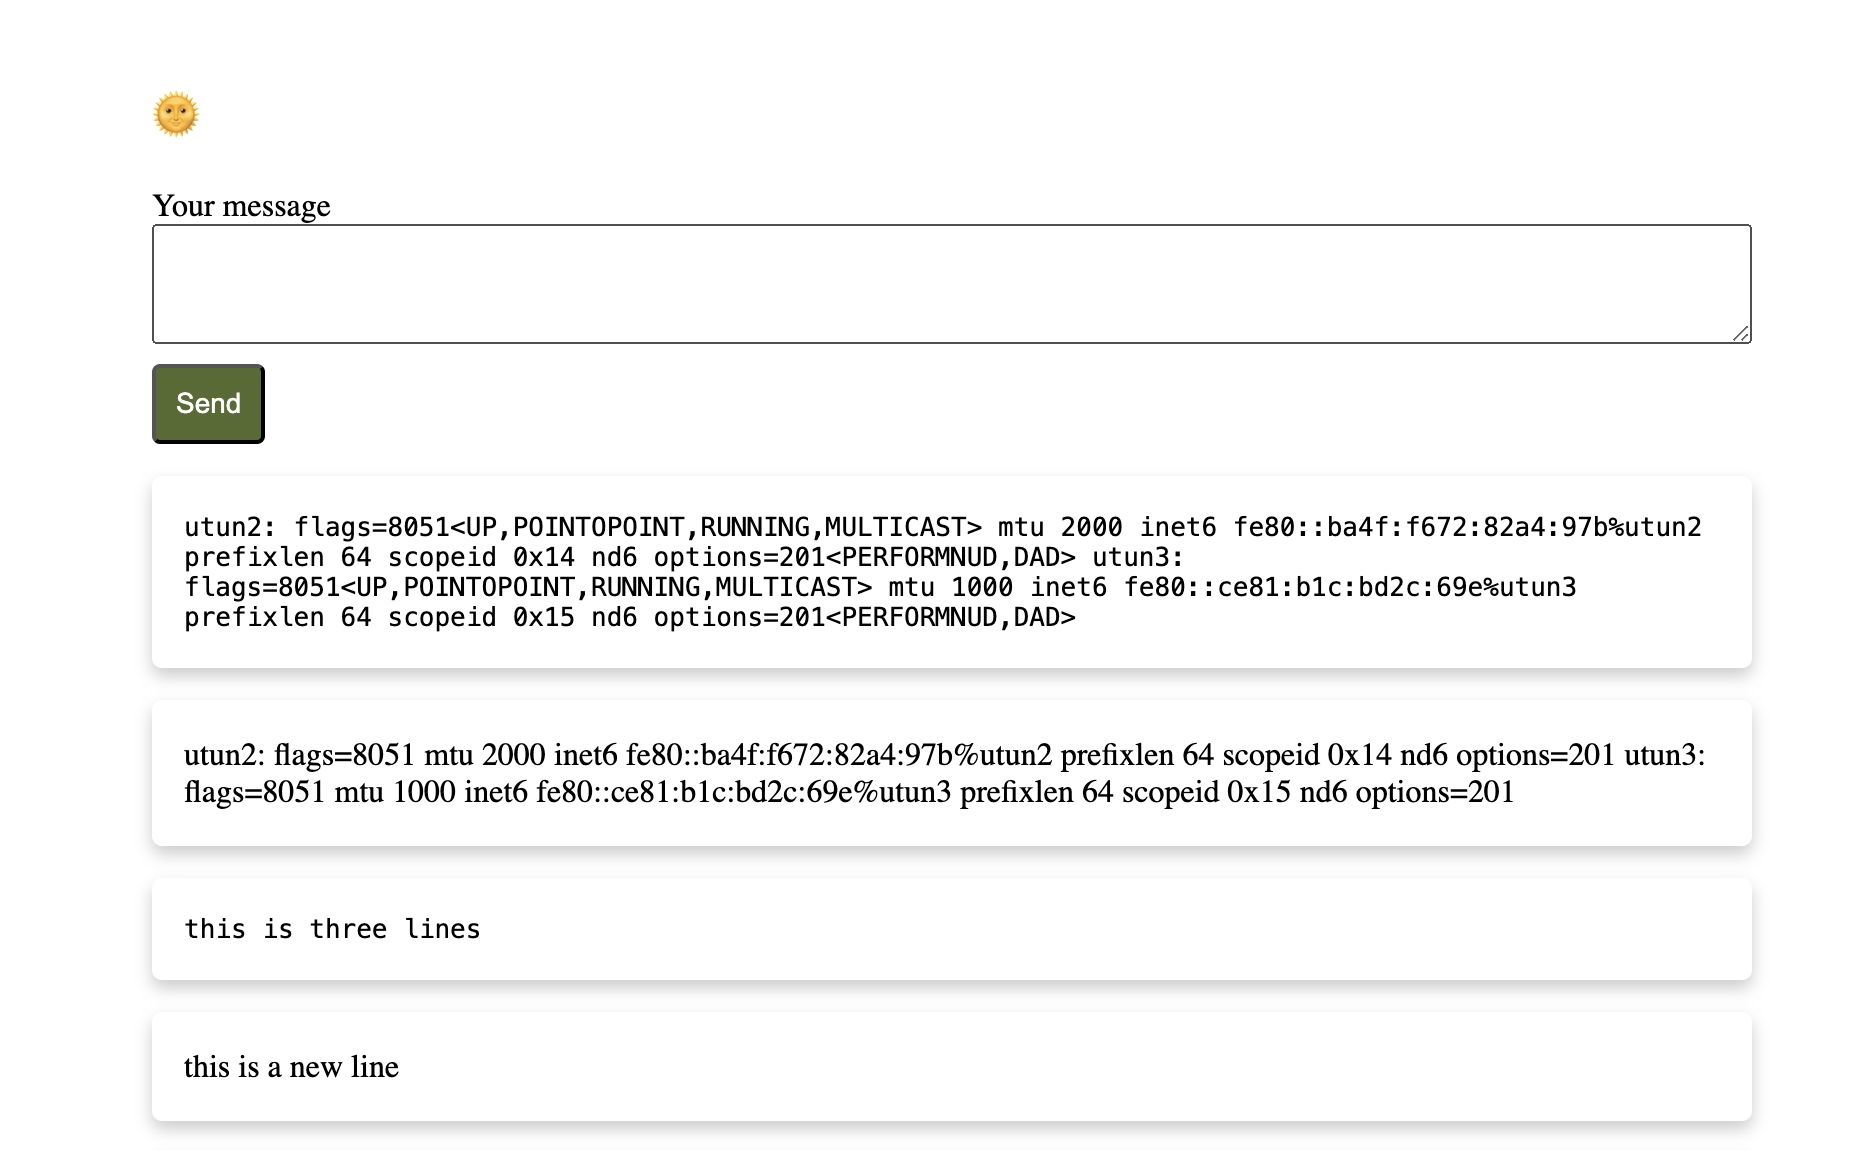 Your message
Send
utun2: flags=8051<UP,POINTOPOINT,RUNNING,MULTICAST> mtu 2000 inet6 fe80::ba4f:f672:82a4:97b%utun2
prefixlen 64 scopeid 0x14 nd6 options=201<PERFORMNUD,DAD> utun3:
flags=8051<UP,POINTOPOINT,RUNNING,MULTICAST> mtu 1000 inet6 fe80::ce81:b1c:bd2c:69e%utun3
prefixlen 64 scopeid 0x15 nd6 options=201<PERFORMNUD,DAD>
utun2: flags=8051 mtu 2000 inet6 fe80::ba4f:f672:82a4:97b%utun2 prefixlen 64 scopeid 0x14 nd6 options=201 utun3:
flags=8051 mtu 1000 inet6 fe80::ce81:b1c:bd2c:69e%utun3 prefixlen 64 scopeid 0x15 nd6 options=201
this is three lines
this is a new line